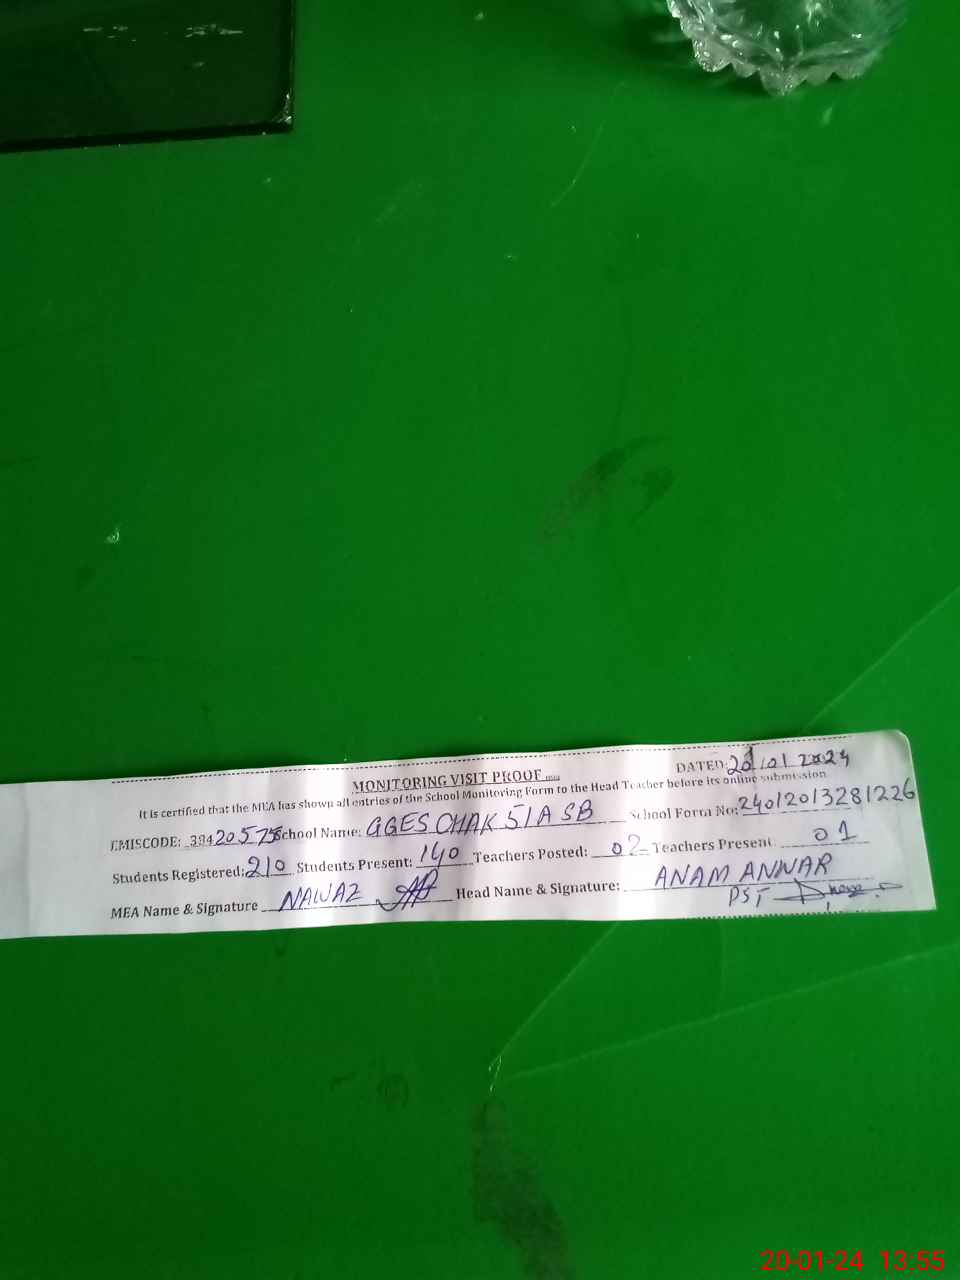 MONITORING VISIT PROOF
DATED: 20/01/2024
It is certified that the MEA has shown all entries of the School Monitoring Form to the Head Teacher before its online submission
EMISCODE: 39420575 School Name: GGES CHAK 51A SB School Form No: 24012013281226
Students Registered: 210 Students Present: 140 Teachers Posted: 02 Teachers Present 01
MEA Name & Signature NAWAZ Head Name & Signature: ANAM ANWAR
PST
20-01-24 13:55